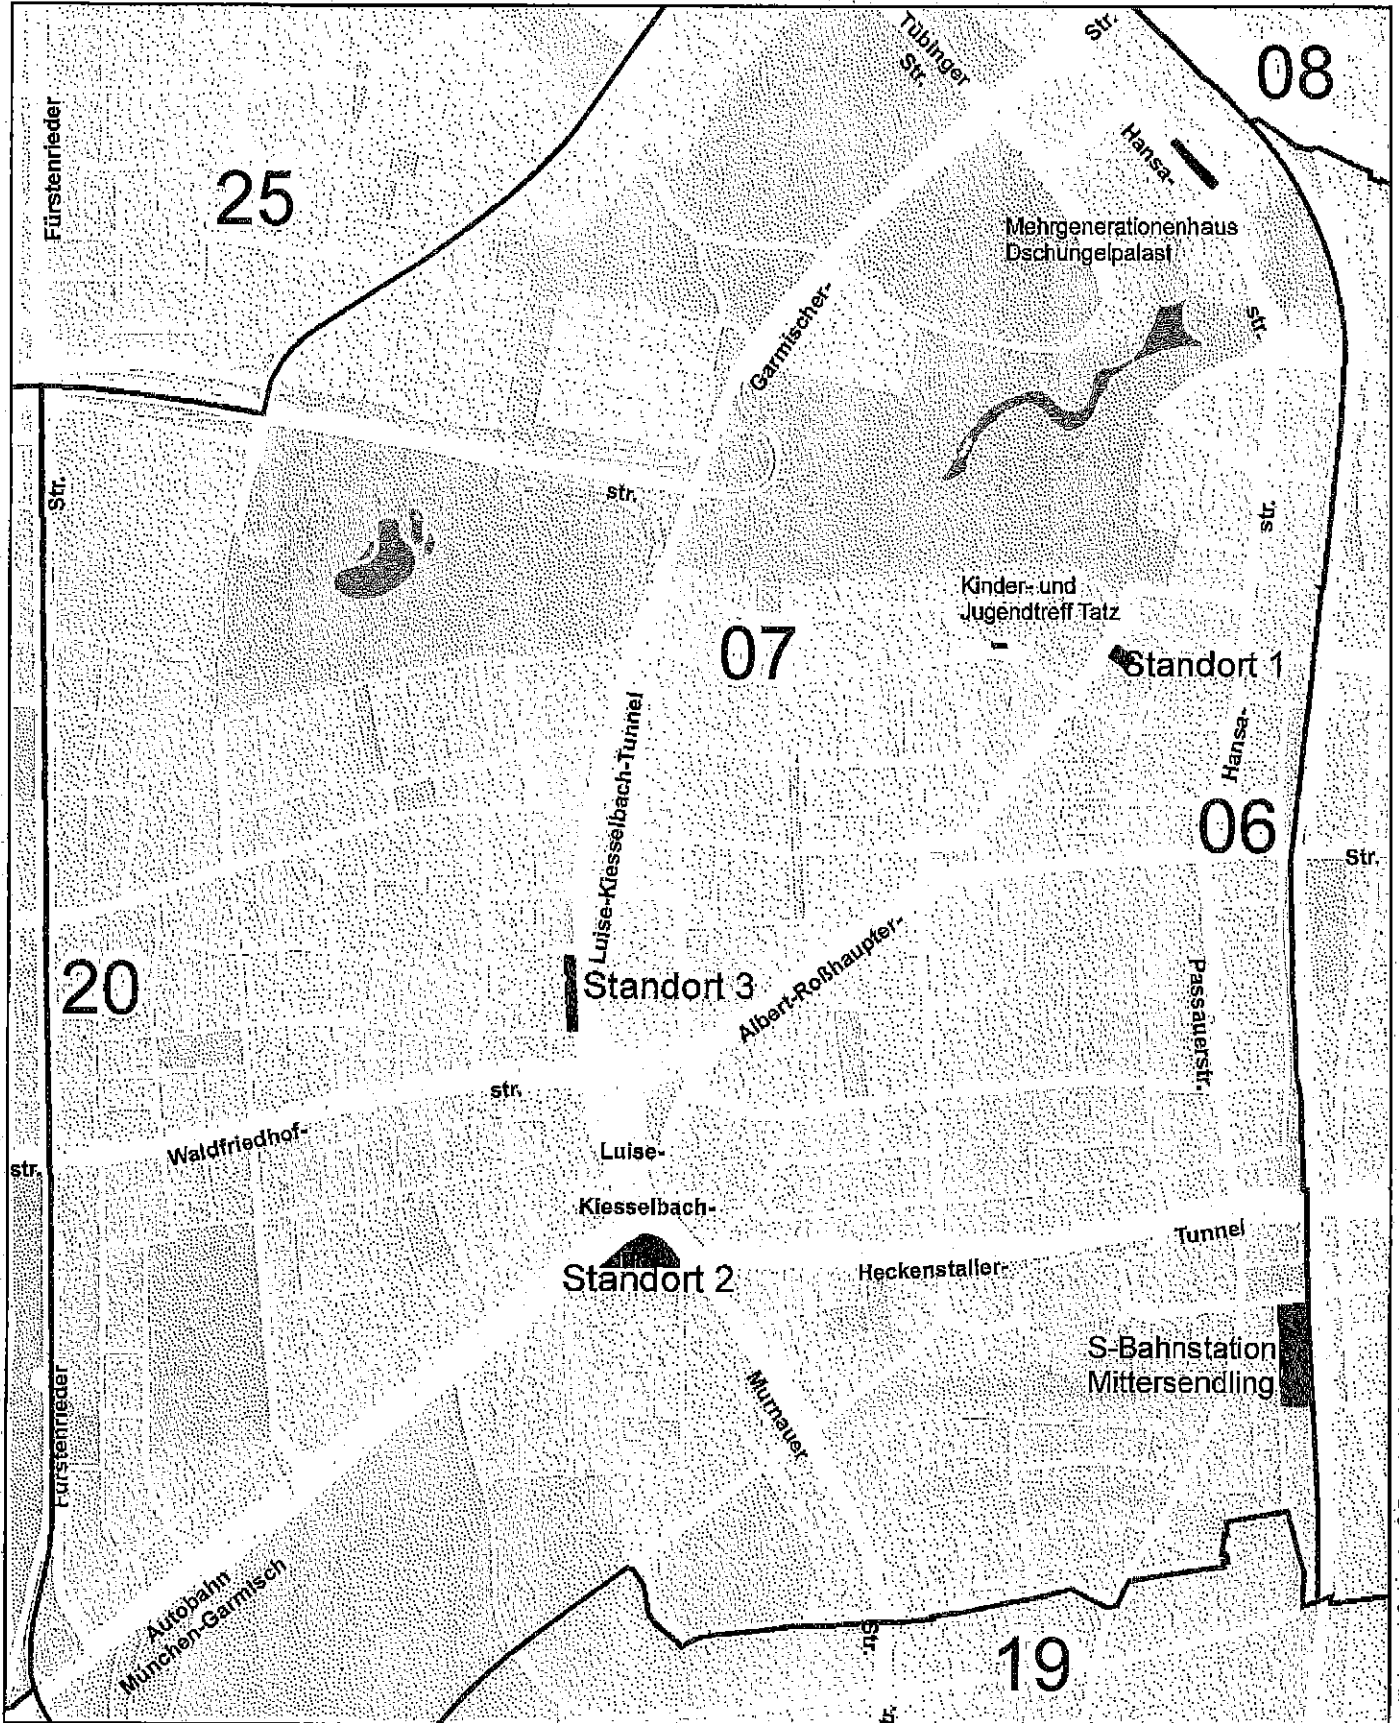 Tübinger
Str.
Str.
08
Fürstenrieder
25
Hansa-
Mehrgenerationenhaus
Dschungelpalast
Garmischer-
str.
Str.
str.
str.
Kinder- und
Jugendtreff Tatz
07
Standort 1
Luise-Kiesselbach-Tunnel
Hansa-
06
Str.
Albert-Roßhaupter-
20
Standort 3
Passauerstr.
str.
Waldfriedhof-
str.
Luise-
Kiesselbach-
Tunnel
Standort 2
Heckenstaller-
S-Bahnstation
Mittersendling
Murnauer
Fürstenrieder
Autobahn
München-Garmisch
Str.
19
tr.